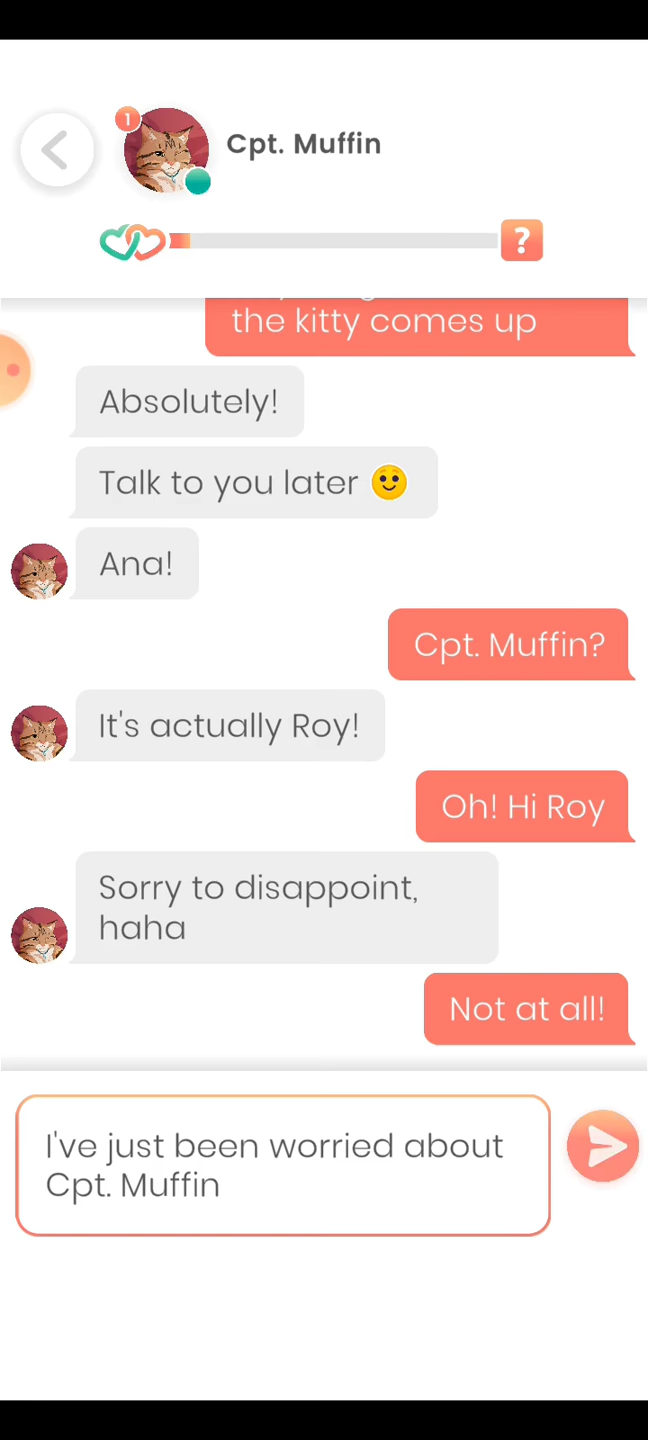 1
Cpt. Muffin
?
the kitty comes up
Absolutely!
Talk to you later 🙂
Ana!
Cpt. Muffin?
It's actually Roy!
Oh! Hi Roy
Sorry to disappoint,
haha
Not at all!
I've just been worried about
Cpt. Muffin